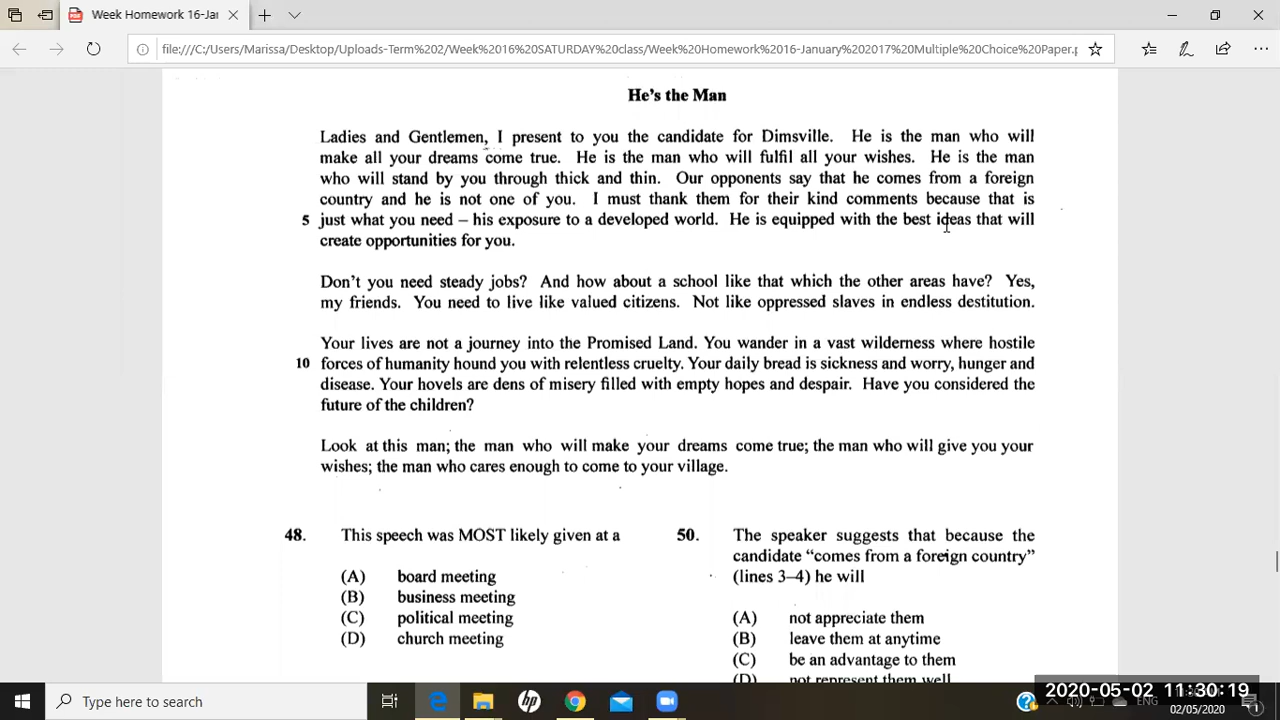 Week Homework 16-Jan
file:///C:/Users/Marissa/Desktop/Uploads-Term%202/Week%2016%20SATURDAY%20class/Week%20Homework%2016-January%202017%20Multiple%20Choice%20Paper.p
He's the Man
Ladies and Gentlemen, I present to you the candidate for Dimsville. He is the man who will
make all your dreams come true. He is the man who will fulfil all your wishes. He is the man
who will stand by you through thick and thin. Our opponents say that he comes from a foreign
country and he is not one of you. I must thank them for their kind comments because that is
5 just what you need – his exposure to a developed world. He is equipped with the best ideas that will
create opportunities for you.
Don't you need steady jobs? And how about a school like that which the other areas have? Yes,
my friends. You need to live like valued citizens. Not like oppressed slaves in endless destitution.
Your lives are not a journey into the Promised Land. You wander in a vast wilderness where hostile
10 forces of humanity hound you with relentless cruelty. Your daily bread is sickness and worry, hunger and
disease. Your hovels are dens of misery filled with empty hopes and despair. Have you considered the
future of the children?
Look at this man; the man who will make your dreams come true; the man who will give you your
wishes; the man who cares enough to come to your village.
48. This speech was MOST likely given at a
(A) board meeting
(B) business meeting
(C) political meeting
(D) church meeting
50. The speaker suggests that because the
candidate "comes from a foreign country"
(lines 3–4) he will
(A) not appreciate them
(B) leave them at anytime
(C) be an advantage to them
(D) not represent them well
Type here to search
hp
ENG
2020-05-02 11:30:19
02/05/2020